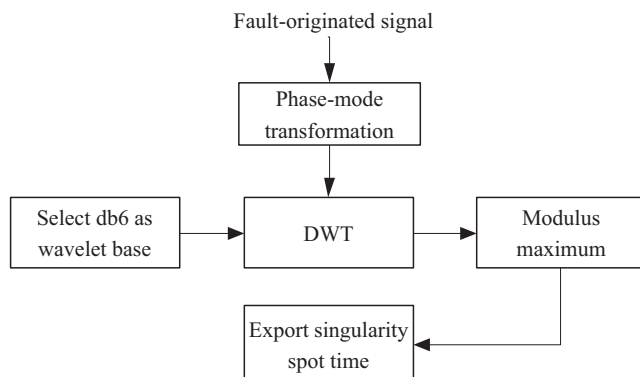 Fault-originated signal
Phase-mode
transformation
Select db6 as
wavelet base
DWT
Modulus
maximum
Export singularity
spot time